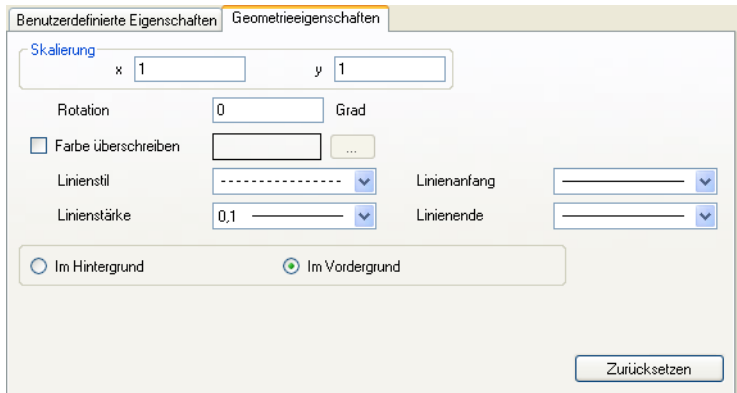 Benutzerdefinierte Eigenschaften Geometrieeigenschaften
Skalierung
x 1 y 1
Rotation 0 Grad
Farbe überschreiben ...
Linienstil Linienanfang
Linienstärke 0,1 Linienende
Im Hintergrund Im Vordergrund
Zurücksetzen